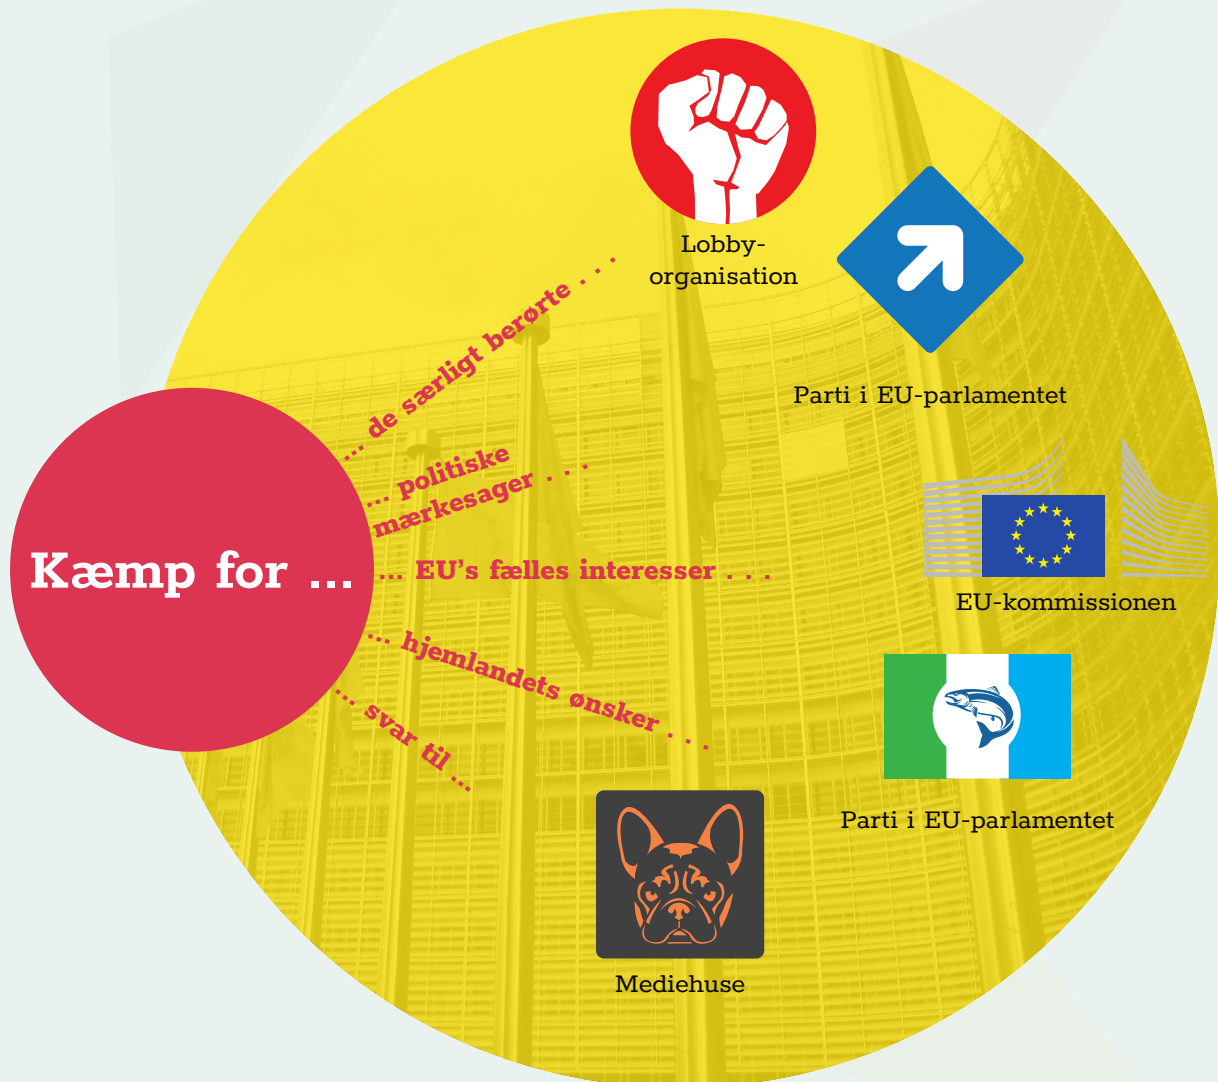 Lobby-
organisation
Parti i EU-parlamentet
... de særligt berørte . . .
... politiske
mærkesager . . .
Kæmp for ...
... EU's fælles interesser . . .
EU-kommissionen
... hjemlandets ønsker . . .
... svar til ...
Parti i EU-parlamentet
Mediehuse